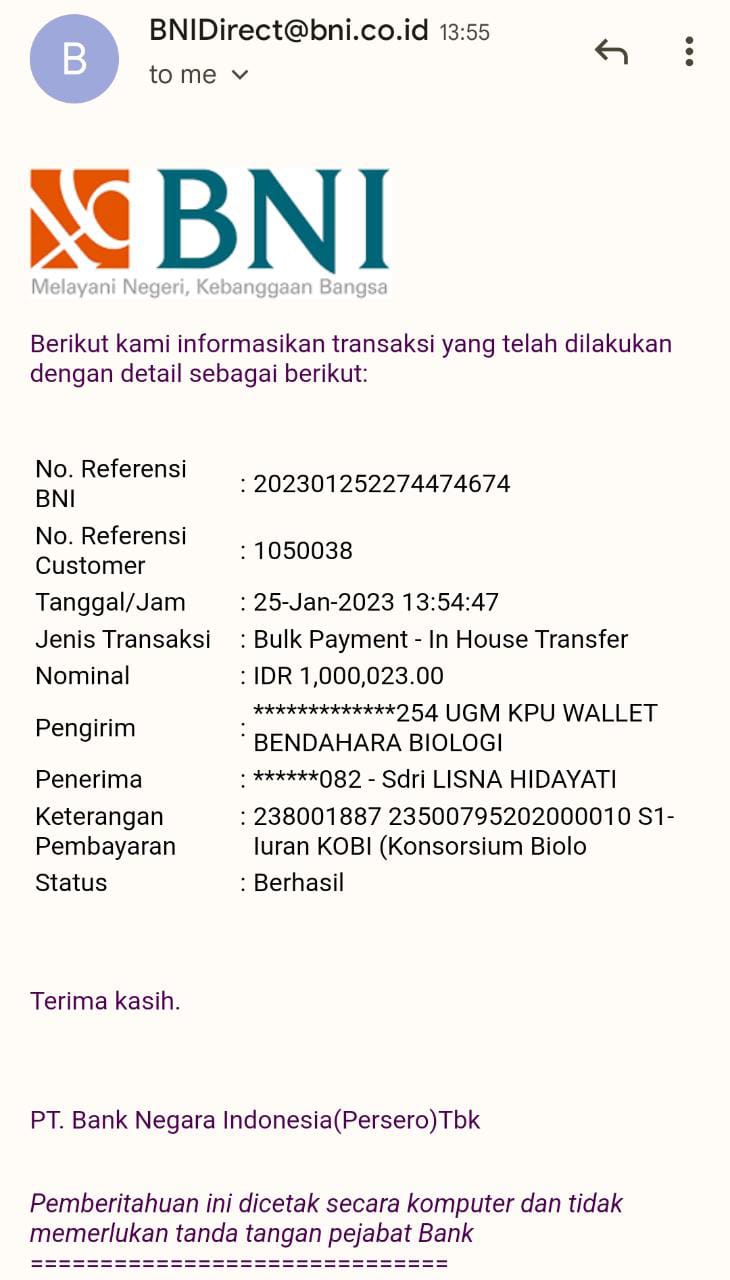 B
BNIDirect@bni.co.id 13:55
to me
BNI
Melayani Negeri, Kebanggaan Bangsa
Berikut kami informasikan transaksi yang telah dilakukan
dengan detail sebagai berikut:
No. Referensi
BNI
: 202301252274474674
No. Referensi
Customer
: 1050038
Tanggal/Jam : 25-Jan-2023 13:54:47
Jenis Transaksi : Bulk Payment - In House Transfer
Nominal : IDR 1,000,023.00
Pengirim : *************254 UGM KPU WALLET
BENDAHARA BIOLOGI
Penerima : ******082 - Sdri LISNA HIDAYATI
Keterangan : 238001887 23500795202000010 S1-
Pembayaran Iuran KOBI (Konsorsium Biolo
Status : Berhasil
Terima kasih.
PT. Bank Negara Indonesia(Persero)Tbk
Pemberitahuan ini dicetak secara komputer dan tidak
memerlukan tanda tangan pejabat Bank
==============================